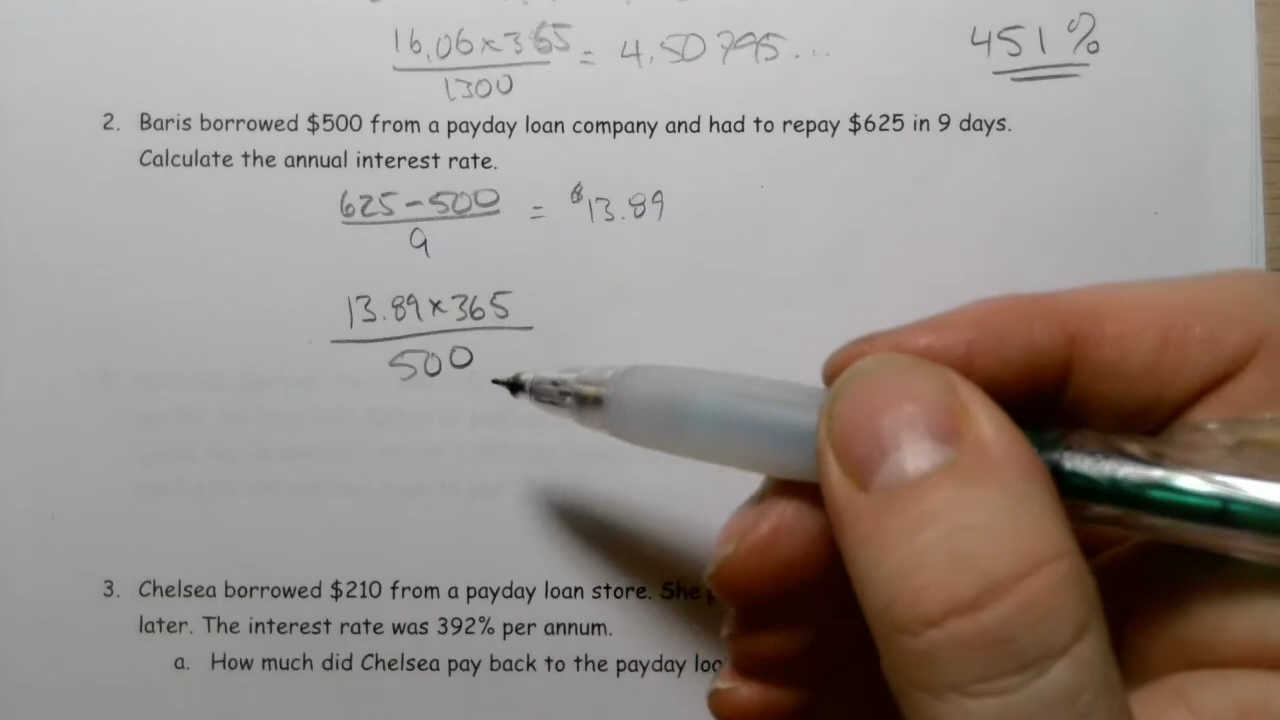 16.06×365
1300
= 4.50795...
451%
2. Baris borrowed $500 from a payday loan company and had to repay $625 in 9 days.
Calculate the annual interest rate.
625-500
9
= $13.89
13.89×365
500
3. Chelsea borrowed $210 from a payday loan store. She
later. The interest rate was 392% per annum.
a. How much did Chelsea pay back to the payday